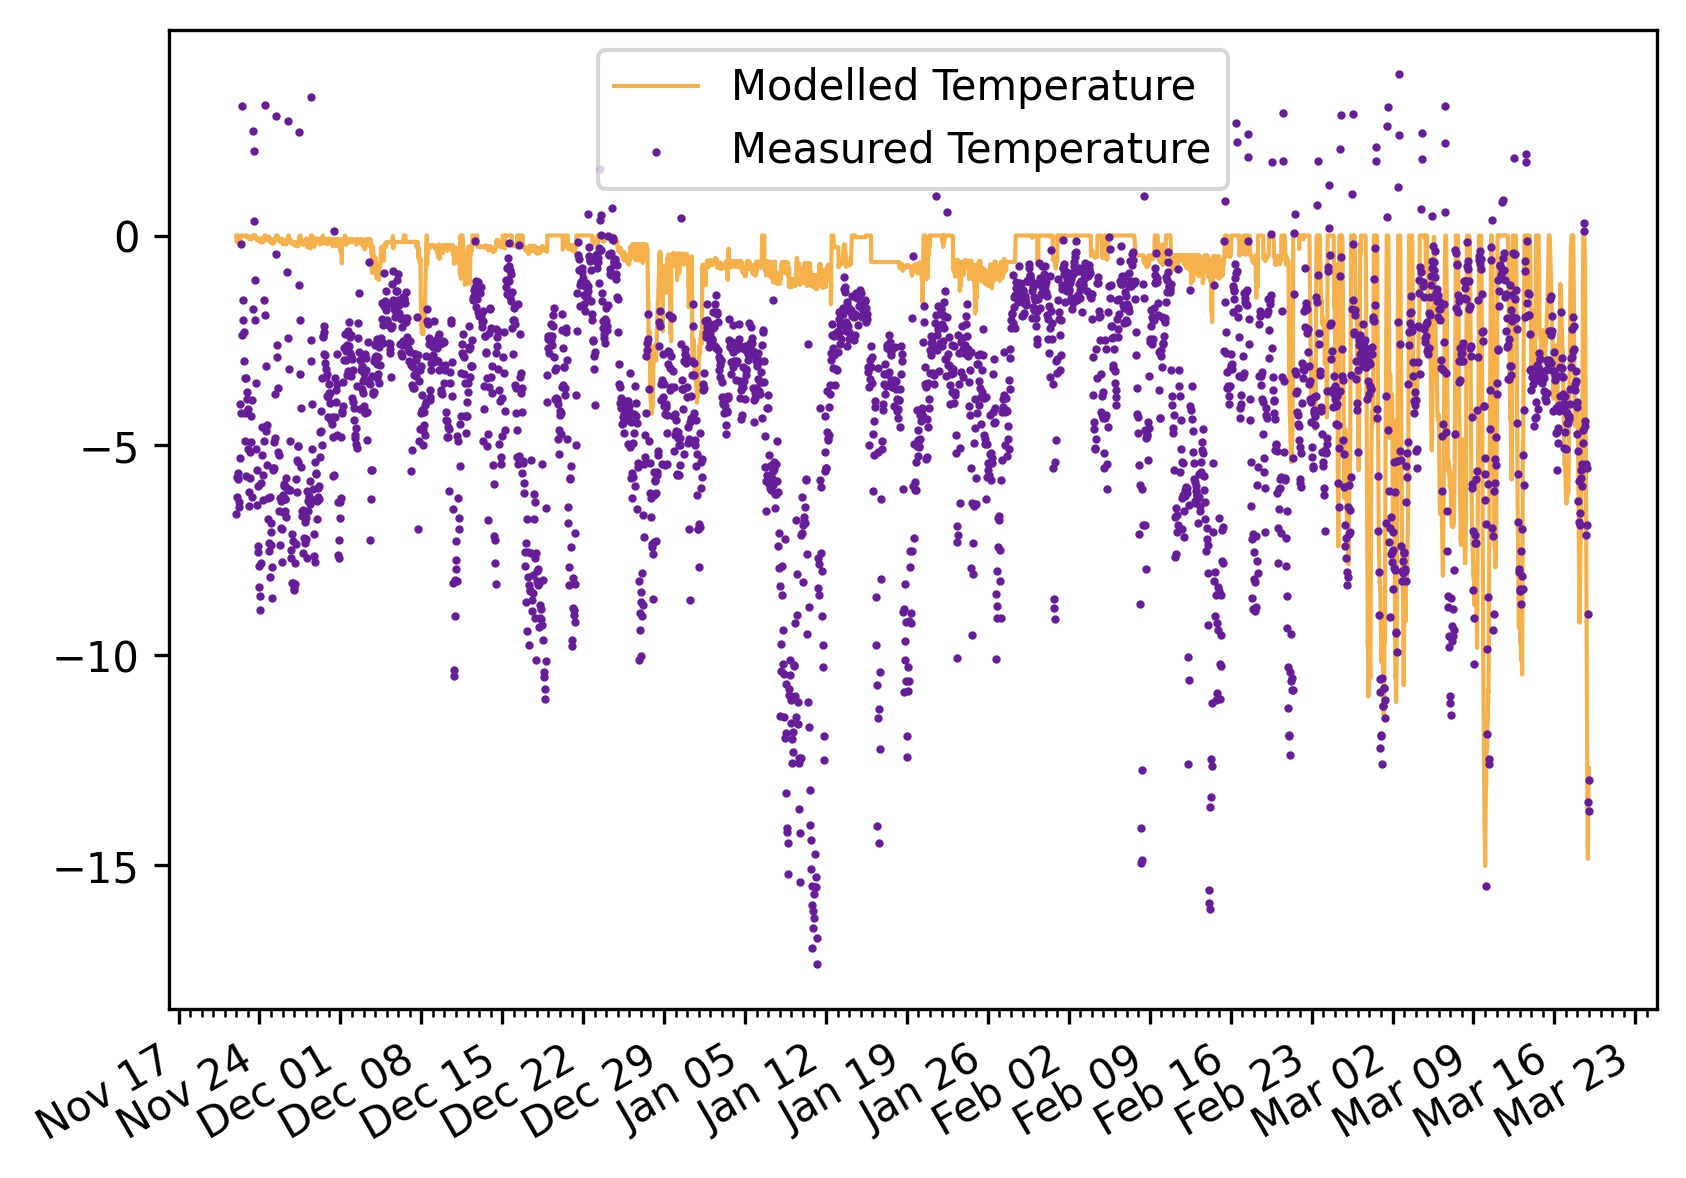 Modelled Temperature
Measured Temperature
0
−5
−10
−15
Nov 17
Nov 24
Dec 01
Dec 08
Dec 15
Dec 22
Dec 29
Jan 05
Jan 12
Jan 19
Jan 26
Feb 02
Feb 09
Feb 16
Feb 23
Mar 02
Mar 09
Mar 16
Mar 23